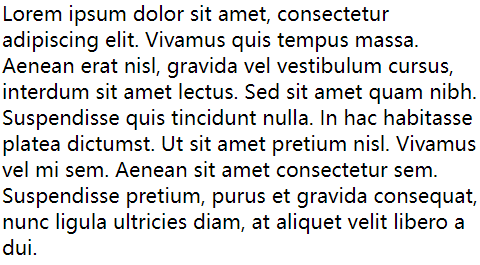 Lorem ipsum dolor sit amet, consectetur
adipiscing elit. Vivamus quis tempus massa.
Aenean erat nisl, gravida vel vestibulum cursus,
interdum sit amet lectus. Sed sit amet quam nibh.
Suspendisse quis tincidunt nulla. In hac habitasse
platea dictumst. Ut sit amet pretium nisl. Vivamus
vel mi sem. Aenean sit amet consectetur sem.
Suspendisse pretium, purus et gravida consequat,
nunc ligula ultricies diam, at aliquet velit libero a
dui.